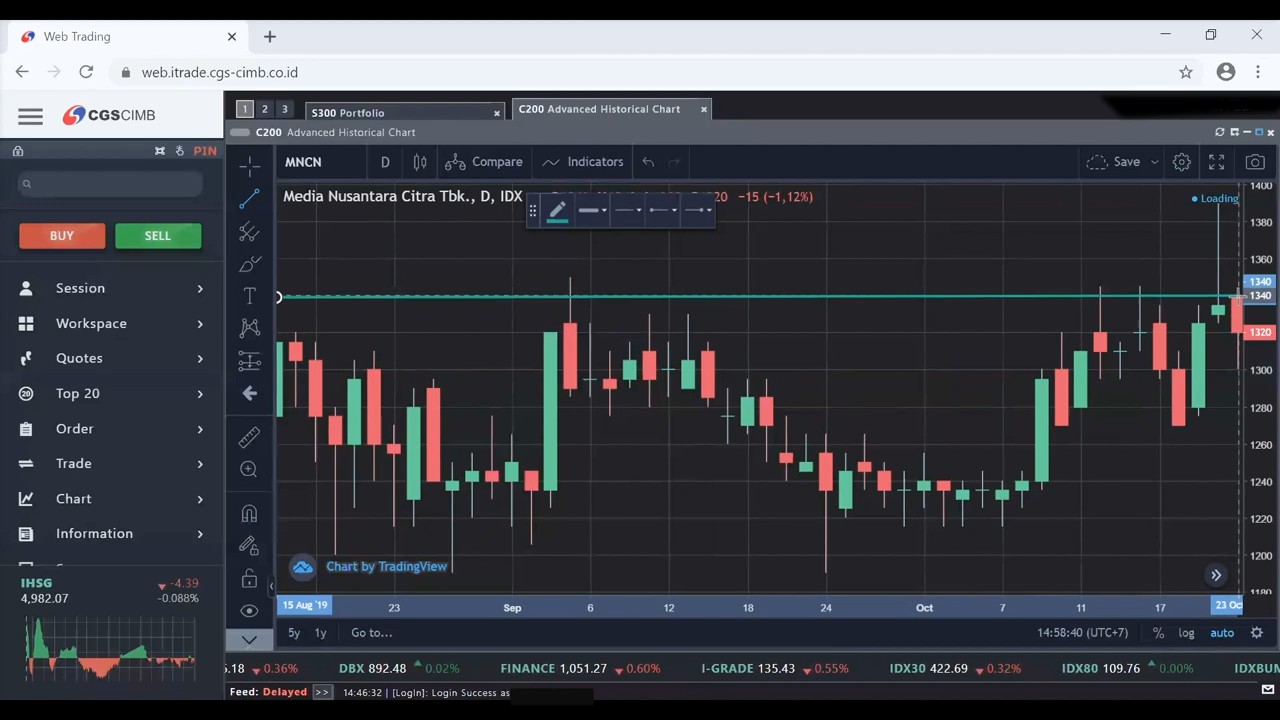 Web Trading
web.itrade.cgs-cimb.co.id
CGSCIMB
1 2 3 S300 Portfolio C200 Advanced Historical Chart
C200 Advanced Historical Chart
PIN
MNCN D Compare Indicators Save
Media Nusantara Citra Tbk., D, IDX 20 −15 (−1,12%)
Loading
BUY SELL
Session
Workspace
Quotes
Top 20
Order
Trade
Chart
Information
IHSG -4.39
4,982.07 -0.088%
1400
1380
1360
1340
1340
1320
1300
1280
1260
1240
1220
1200
1180
Chart by TradingView
15 Aug '19 23 Sep 6 12 18 24 Oct 7 11 17 23 Oc
5y 1y Go to... 14:58:40 (UTC+7) % log auto
6.18 0.36% DBX 892.48 0.02% FINANCE 1,051.27 0.60% I-GRADE 135.43 0.55% IDX30 422.69 0.32% IDX80 109.76 0.00% IDXBUM
Feed: Delayed >> 14:46:32 | [LogIn]: Login Success as